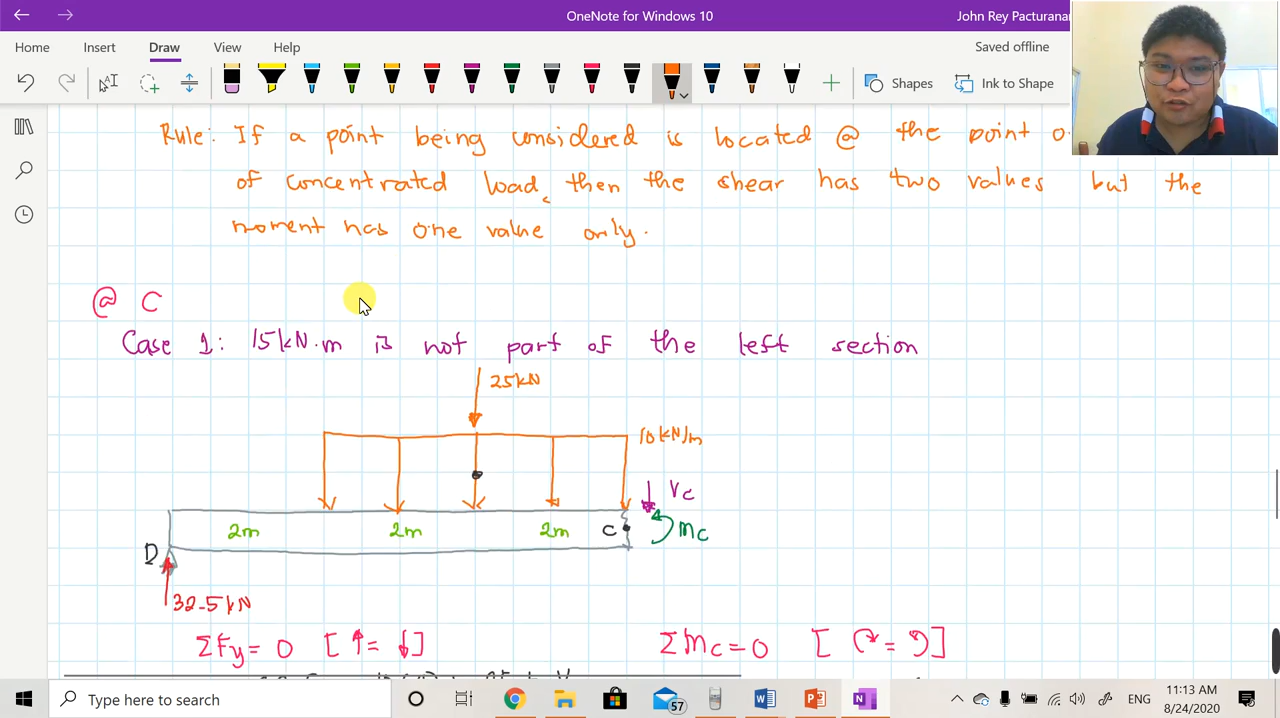 OneNote for Windows 10
John Rey Pacturana
Home Insert Draw View Help
Saved offline
Shapes
Ink to Shape
Rule: If a point being considered is located @ the point o
of concentrated load, then the shear has two values but the
moment has one value only.
@ C
Case 1: 15kN.m is not part of the left section
25kN
10kN/m
Vc
2m 2m 2m C Mc
D
32.5kN
ΣFy = 0 [↑=↓] ΣMc=0 [↷=↶]
Type here to search
57
ENG
11:13 AM
8/24/2020